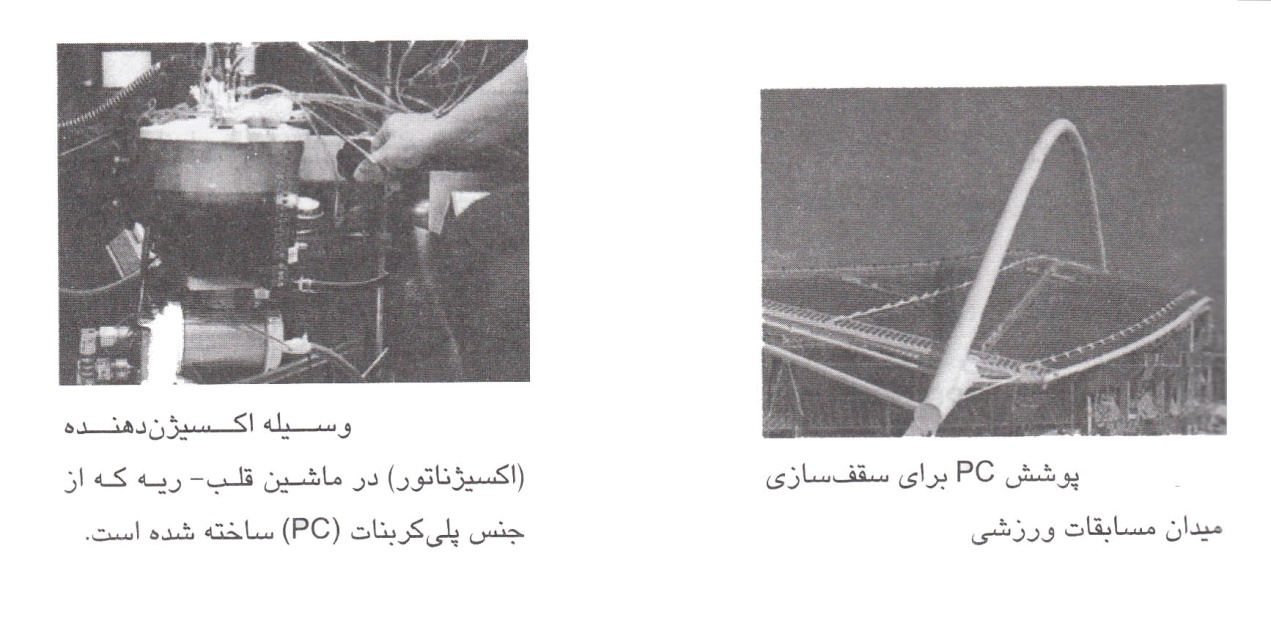 پوشش PC برای سقف‌سازی
میدان مسابقات ورزشی
وسیله اکسیژن‌دهنده
(اکسیژناتور) در ماشین قلب- ریه که از
جنس پلی‌کربنات (PC) ساخته شده است.